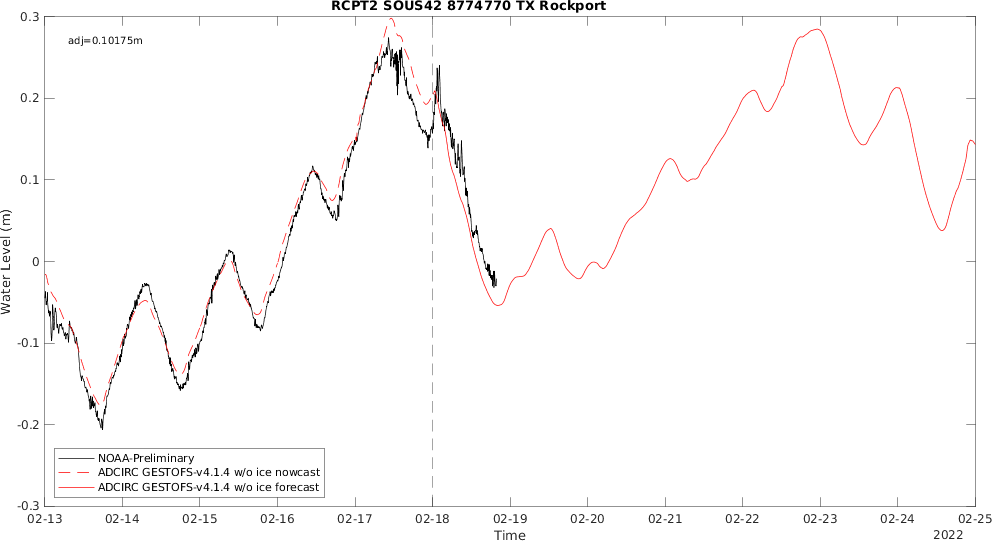 RCPT2 SOUS42 8774770 TX Rockport
adj=0.10175m
0.3
0.2
0.1
0
-0.1
-0.2
-0.3
Water Level (m)
NOAA-Preliminary
ADCIRC GESTOFS-v4.1.4 w/o ice nowcast
ADCIRC GESTOFS-v4.1.4 w/o ice forecast
02-13 02-14 02-15 02-16 02-17 02-18 02-19 02-20 02-21 02-22 02-23 02-24 02-25
Time
2022